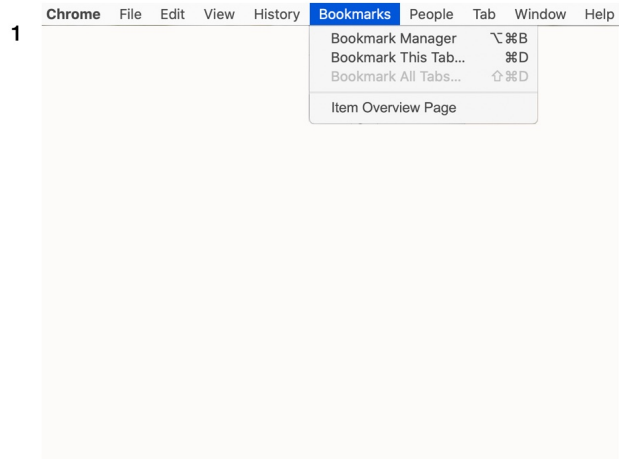 Chrome File Edit View History Bookmarks People Tab Window Help
1
Bookmark Manager ⌥⌘B
Bookmark This Tab... ⌘D
Bookmark All Tabs... ⇧⌘D
Item Overview Page